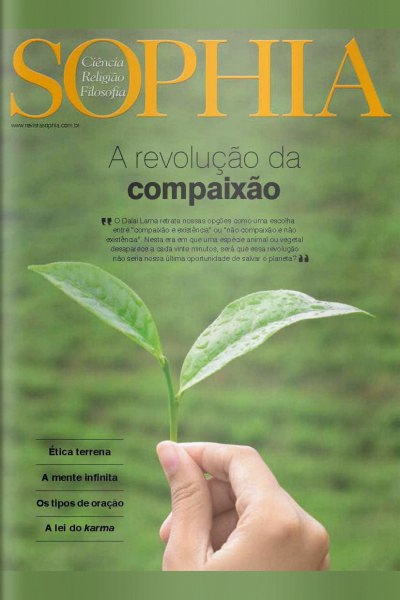 SOPHIA
Ciência
Religião
Filosofia
www.revistasophia.com.br
A revolução da
compaixão
" O Dalai Lama retrata nossas opções como uma escolha
entre "compaixão e existência" ou "não compaixão e não
existência". Nesta era em que uma espécie animal ou vegetal
desaparece a cada vinte minutos, será que essa revolução
não seria nossa última oportunidade de salvar o planeta? "
Ética terrena
A mente infinita
Os tipos de oração
A lei do karma